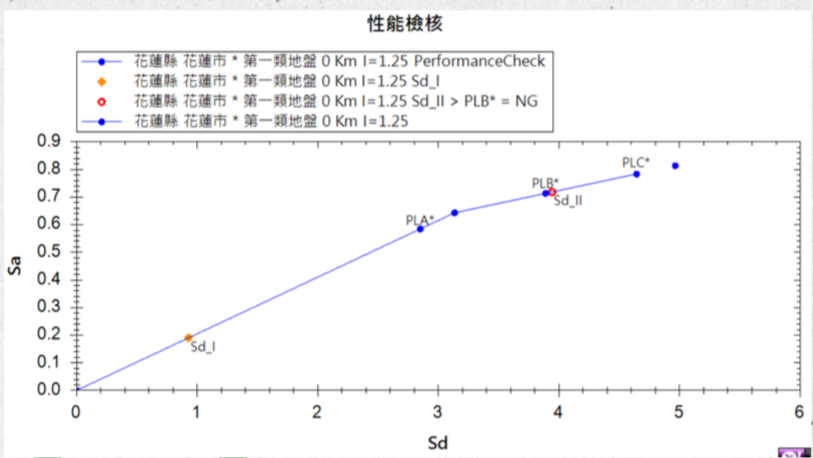 性能檢核
花蓮縣 花蓮市 * 第一類地盤 0 Km I=1.25 PerformanceCheck
花蓮縣 花蓮市 * 第一類地盤 0 Km I=1.25 Sd_I
花蓮縣 花蓮市 * 第一類地盤 0 Km I=1.25 Sd_II > PLB* = NG
花蓮縣 花蓮市 * 第一類地盤 0 Km I=1.25
0.9
0.8
0.7
0.6
0.5
0.4
0.3
0.2
0.1
0.0
Sa
PLC*
PLB*
Sd_II
PLA*
Sd_I
0 1 2 3 4 5 6
Sd